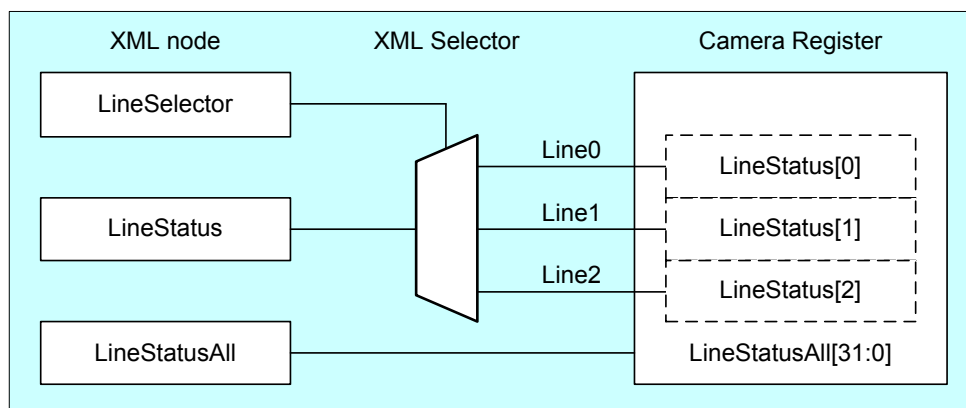 XML node
XML Selector
Camera Register
LineSelector
Line0
LineStatus[0]
LineStatus
Line1
LineStatus[1]
Line2
LineStatus[2]
LineStatusAll
LineStatusAll[31:0]